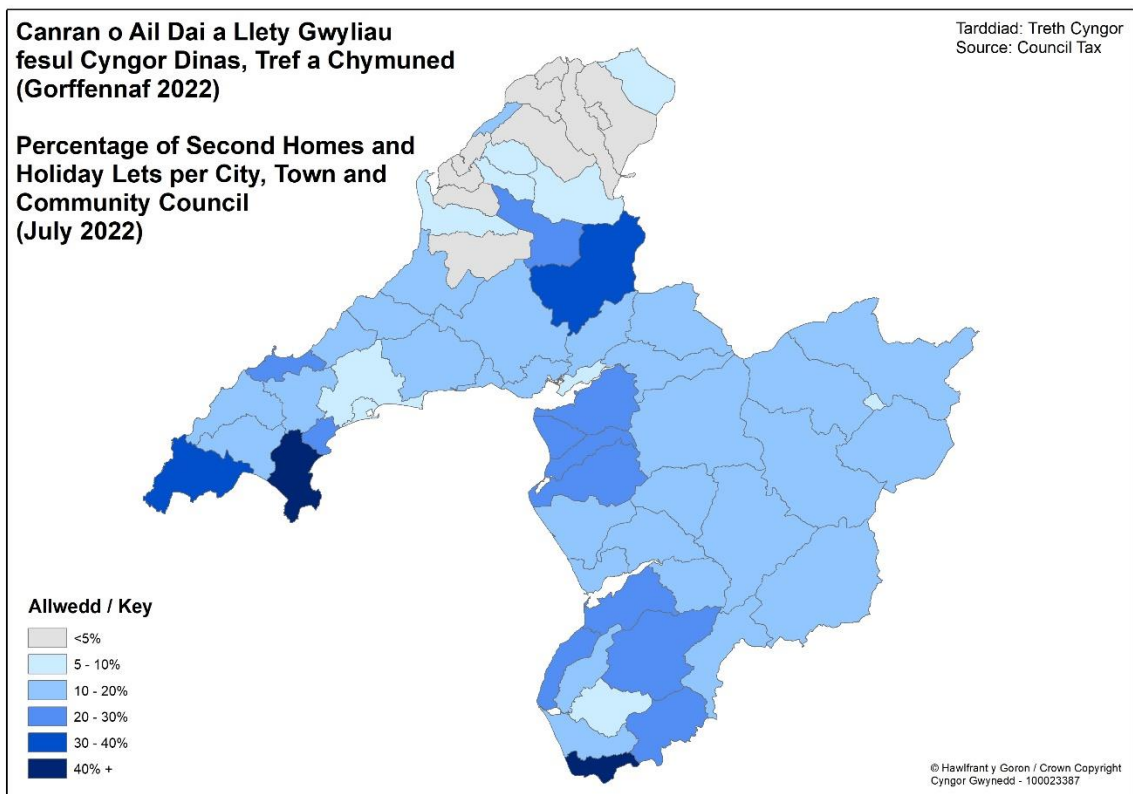 Canran o Ail Dai a Llety Gwyliau
fesul Cyngor Dinas, Tref a Chymuned
(Gorffennaf 2022)
Percentage of Second Homes and
Holiday Lets per City, Town and
Community Council
(July 2022)
Tarddiad: Treth Cyngor
Source: Council Tax
Allwedd / Key
<5%
5 - 10%
10 - 20%
20 - 30%
30 - 40%
40% +
© Hawlfraint y Goron / Crown Copyright
Cyngor Gwynedd - 100023387